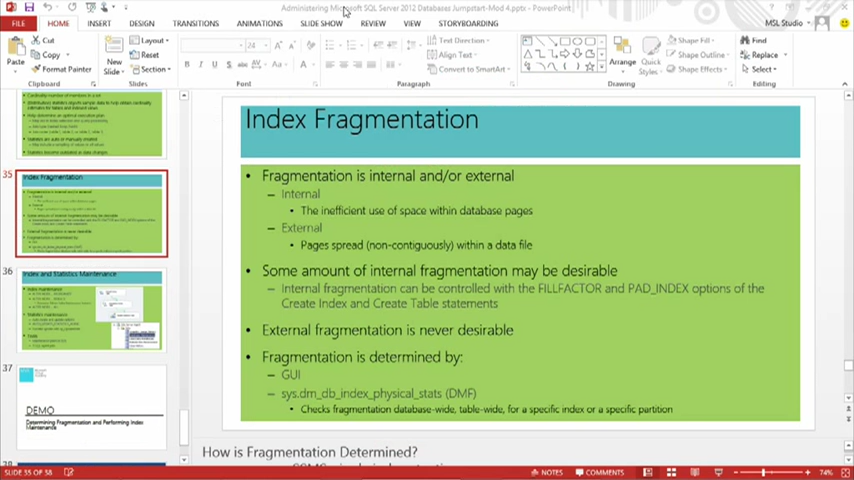 Administering Microsoft SQL Server 2012 Databases Jumpstart-Mod 4.pptx - PowerPoint
FILE HOME INSERT DESIGN TRANSITIONS ANIMATIONS SLIDE SHOW REVIEW VIEW STORYBOARDING MSL Studio
Cut
Copy
Format Painter
Paste
Clipboard
New
Slide
Layout
Reset
Section
Slides
24
Font
Text Direction
Align Text
Convert to SmartArt
Paragraph
Arrange
Quick
Styles
Shape Fill
Shape Outline
Shape Effects
Drawing
Find
Replace
Select
Editing
35
Index Fragmentation
36
Index and Statistics Maintenance
37
DEMO
Determining Fragmentation and Performing Index
Maintenance
38
Index Fragmentation
• Fragmentation is internal and/or external
– Internal
• The inefficient use of space within database pages
– External
• Pages spread (non-contiguously) within a data file
• Some amount of internal fragmentation may be desirable
– Internal fragmentation can be controlled with the FILLFACTOR and PAD_INDEX options of the
Create Index and Create Table statements
• External fragmentation is never desirable
• Fragmentation is determined by:
– GUI
– sys.dm_db_index_physical_stats (DMF)
• Checks fragmentation database-wide, table-wide, for a specific index or a specific partition
How is Fragmentation Determined?
SLIDE 35 OF 58 NOTES COMMENTS 74%